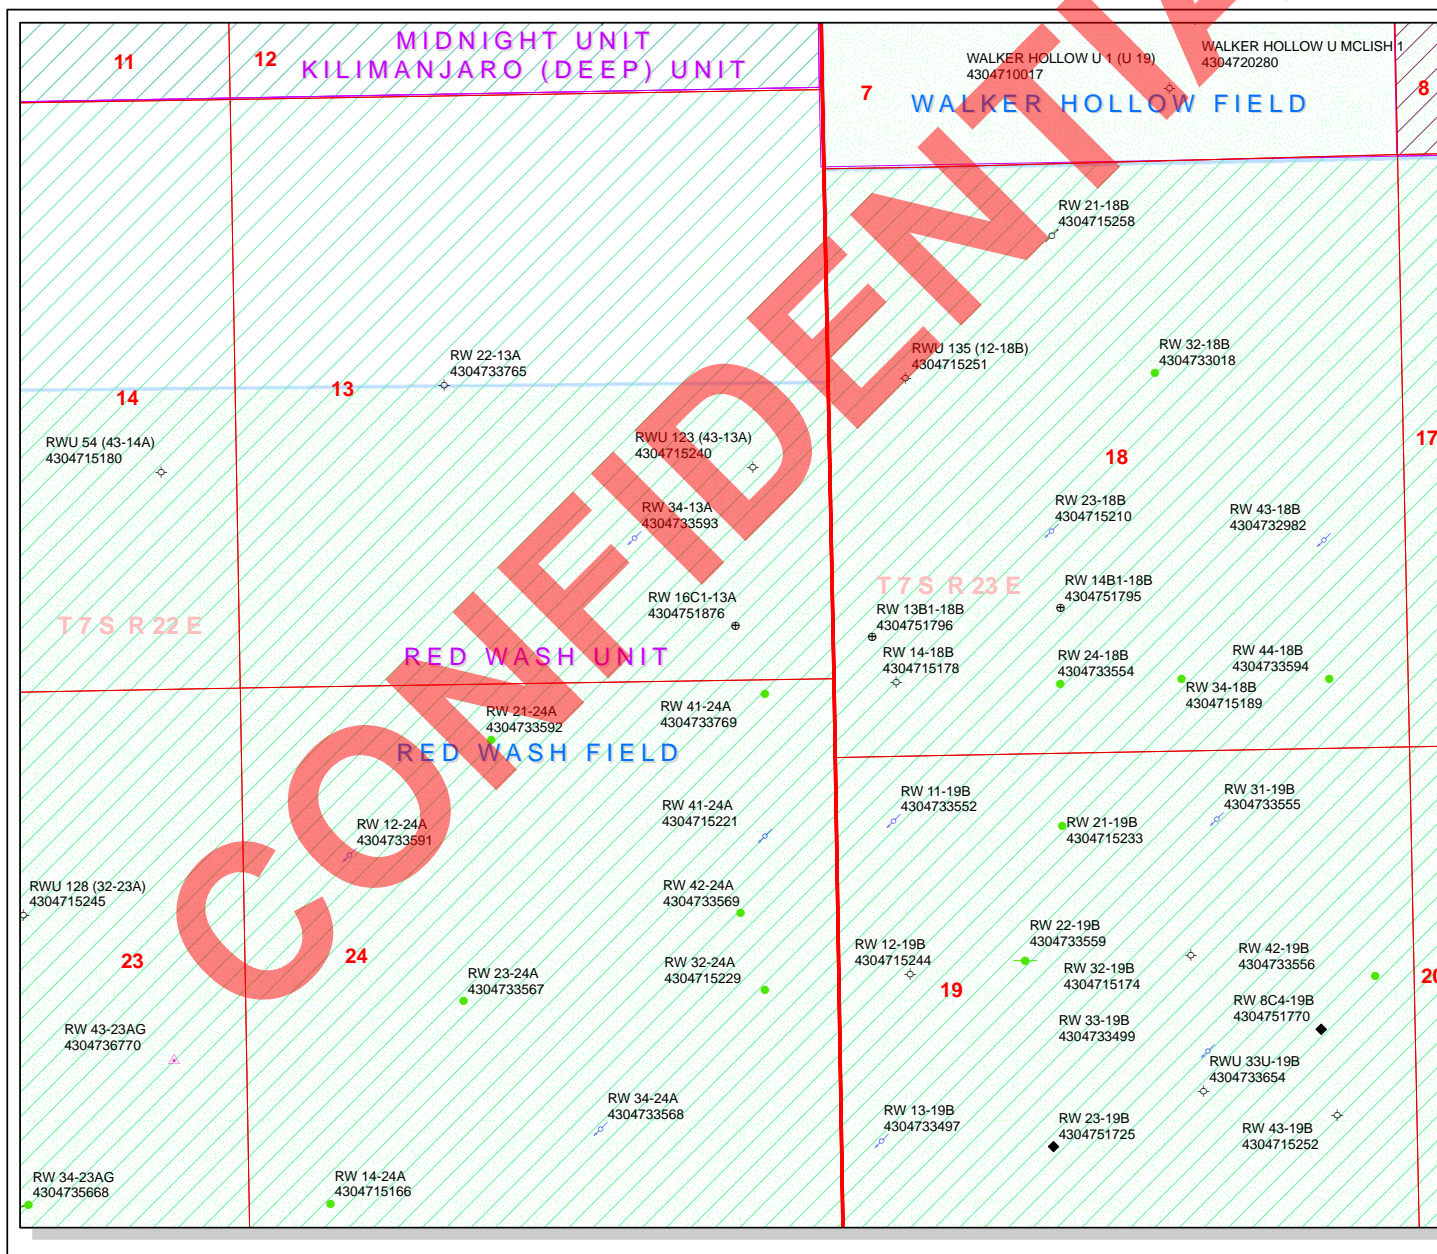 MIDNIGHT UNIT
KILIMANJARO (DEEP) UNIT
11
12
WALKER HOLLOW U 1 (U 19)
4304710017
WALKER HOLLOW U MCLISH 1
4304720280
7
8
WALKER HOLLOW FIELD
RW 21-18B
4304715258
RW 22-13A
4304733765
RWU 135 (12-18B)
4304715251
RW 32-18B
4304733018
14
13
RWU 54 (43-14A)
4304715180
RWU 123 (43-13A)
4304715240
18
17
RW 34-13A
4304733593
RW 23-18B
4304715210
RW 43-18B
4304732982
T 7 S R 22 E
T 7 S R 23 E
RW 16C1-13A
4304751876
RW 14B1-18B
4304751795
RW 13B1-18B
4304751796
RED WASH UNIT
RW 14-18B
4304715178
RW 24-18B
4304733554
RW 44-18B
4304733594
RW 34-18B
4304715189
RW 21-24A
4304733592
RW 41-24A
4304733769
RED WASH FIELD
RW 41-24A
4304715221
RW 11-19B
4304733552
RW 31-19B
4304733555
RW 21-19B
4304715233
RW 12-24A
4304733591
RWU 128 (32-23A)
4304715245
RW 42-24A
4304733569
RW 22-19B
4304733559
RW 12-19B
4304715244
RW 42-19B
4304733556
23
24
RW 23-24A
4304733567
RW 32-24A
4304715229
RW 32-19B
4304715174
19
20
RW 8C4-19B
4304751770
RW 33-19B
4304733499
RW 43-23AG
4304736770
RWU 33U-19B
4304733654
RW 34-24A
4304733568
RW 13-19B
4304733497
RW 23-19B
4304751725
RW 43-19B
4304715252
RW 34-23AG
4304735668
RW 14-24A
4304715166
CONFIDENTIA